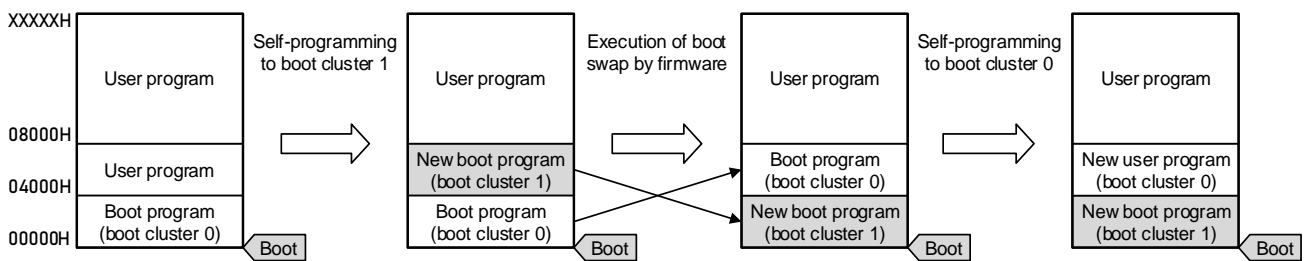 XXXXXH
08000H
04000H
00000H
User program
User program
Boot program
(boot cluster 0)
Boot
Self-programming
to boot cluster 1
User program
New boot program
(boot cluster 1)
Boot program
(boot cluster 0)
Boot
Execution of boot
swap by firmware
User program
Boot program
(boot cluster 0)
New boot program
(boot cluster 1)
Boot
Self-programming
to boot cluster 0
User program
New user program
(boot cluster 0)
New boot program
(boot cluster 1)
Boot